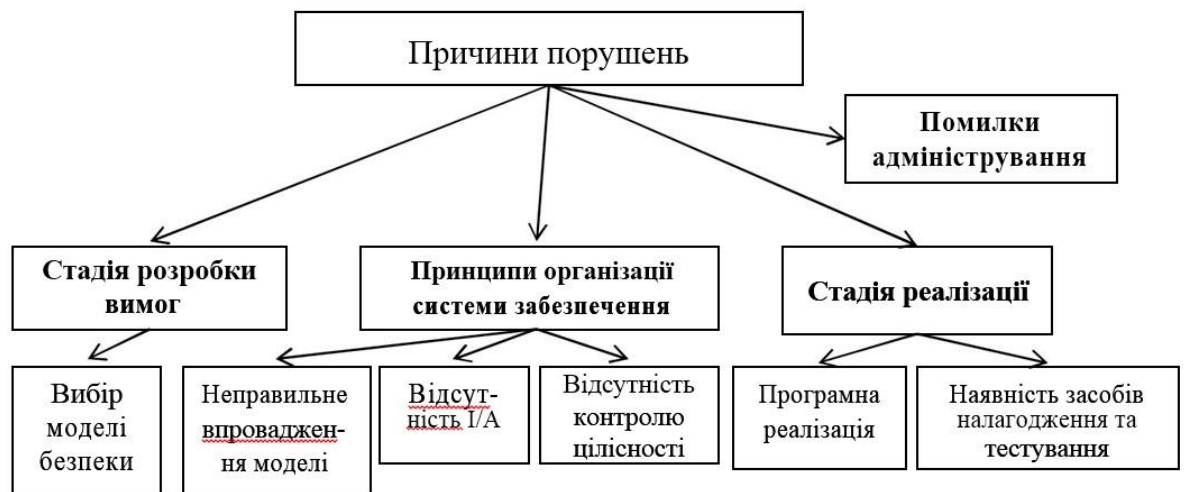 Причини порушень
Помилки
адміністрування
Стадія розробки
вимог
Принципи організації
системи забезпечення
Стадія реалізації
Вибір
моделі
безпеки
Неправильне
впроваджен-
ня моделі
Відсут-
ність І/А
Відсутність
контролю
цілісності
Програмна
реалізація
Наявність засобів
налагодження та
тестування